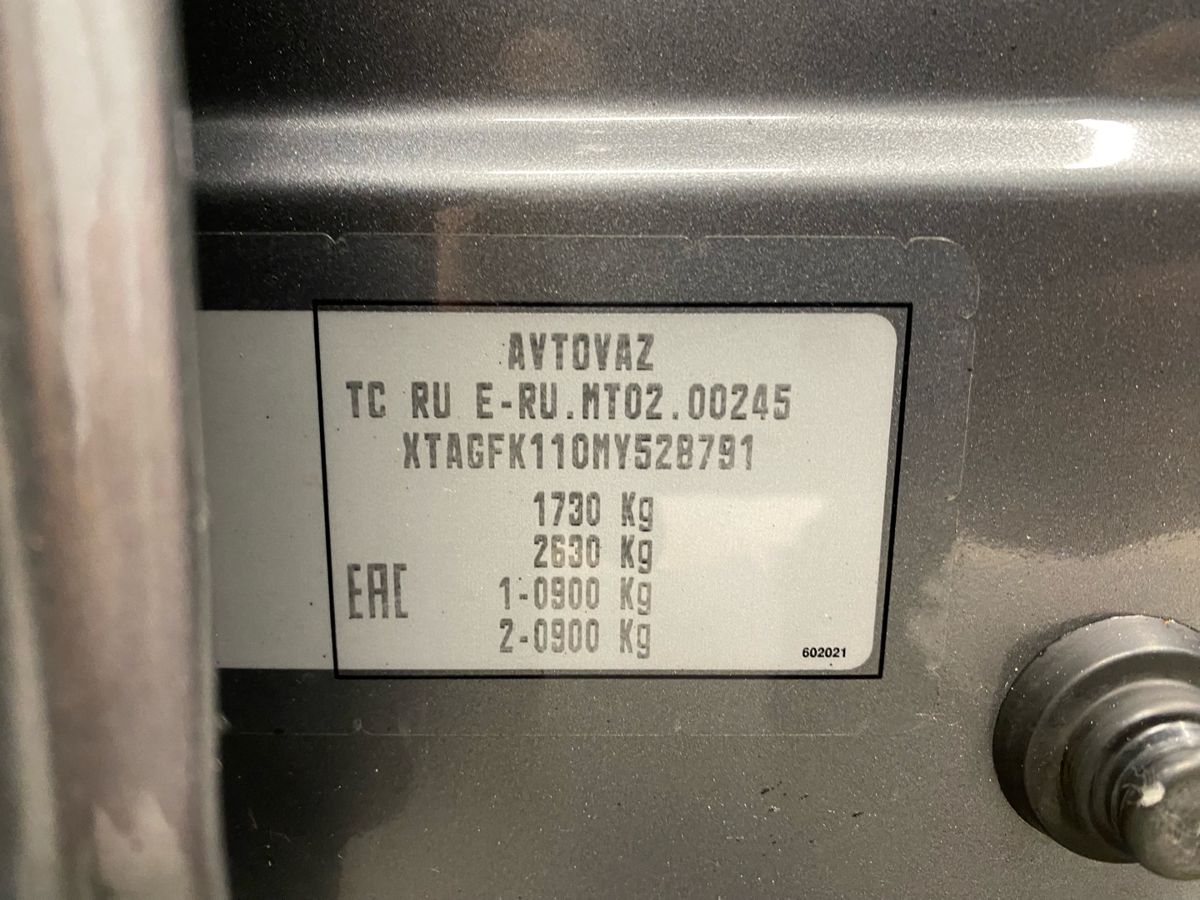 AVTOVAZ
TC RU E-RU.MT02.00245
XTAGFK110MY528791
1730 Kg
2630 Kg
EAC 1-0900 Kg
2-0900 Kg
602021